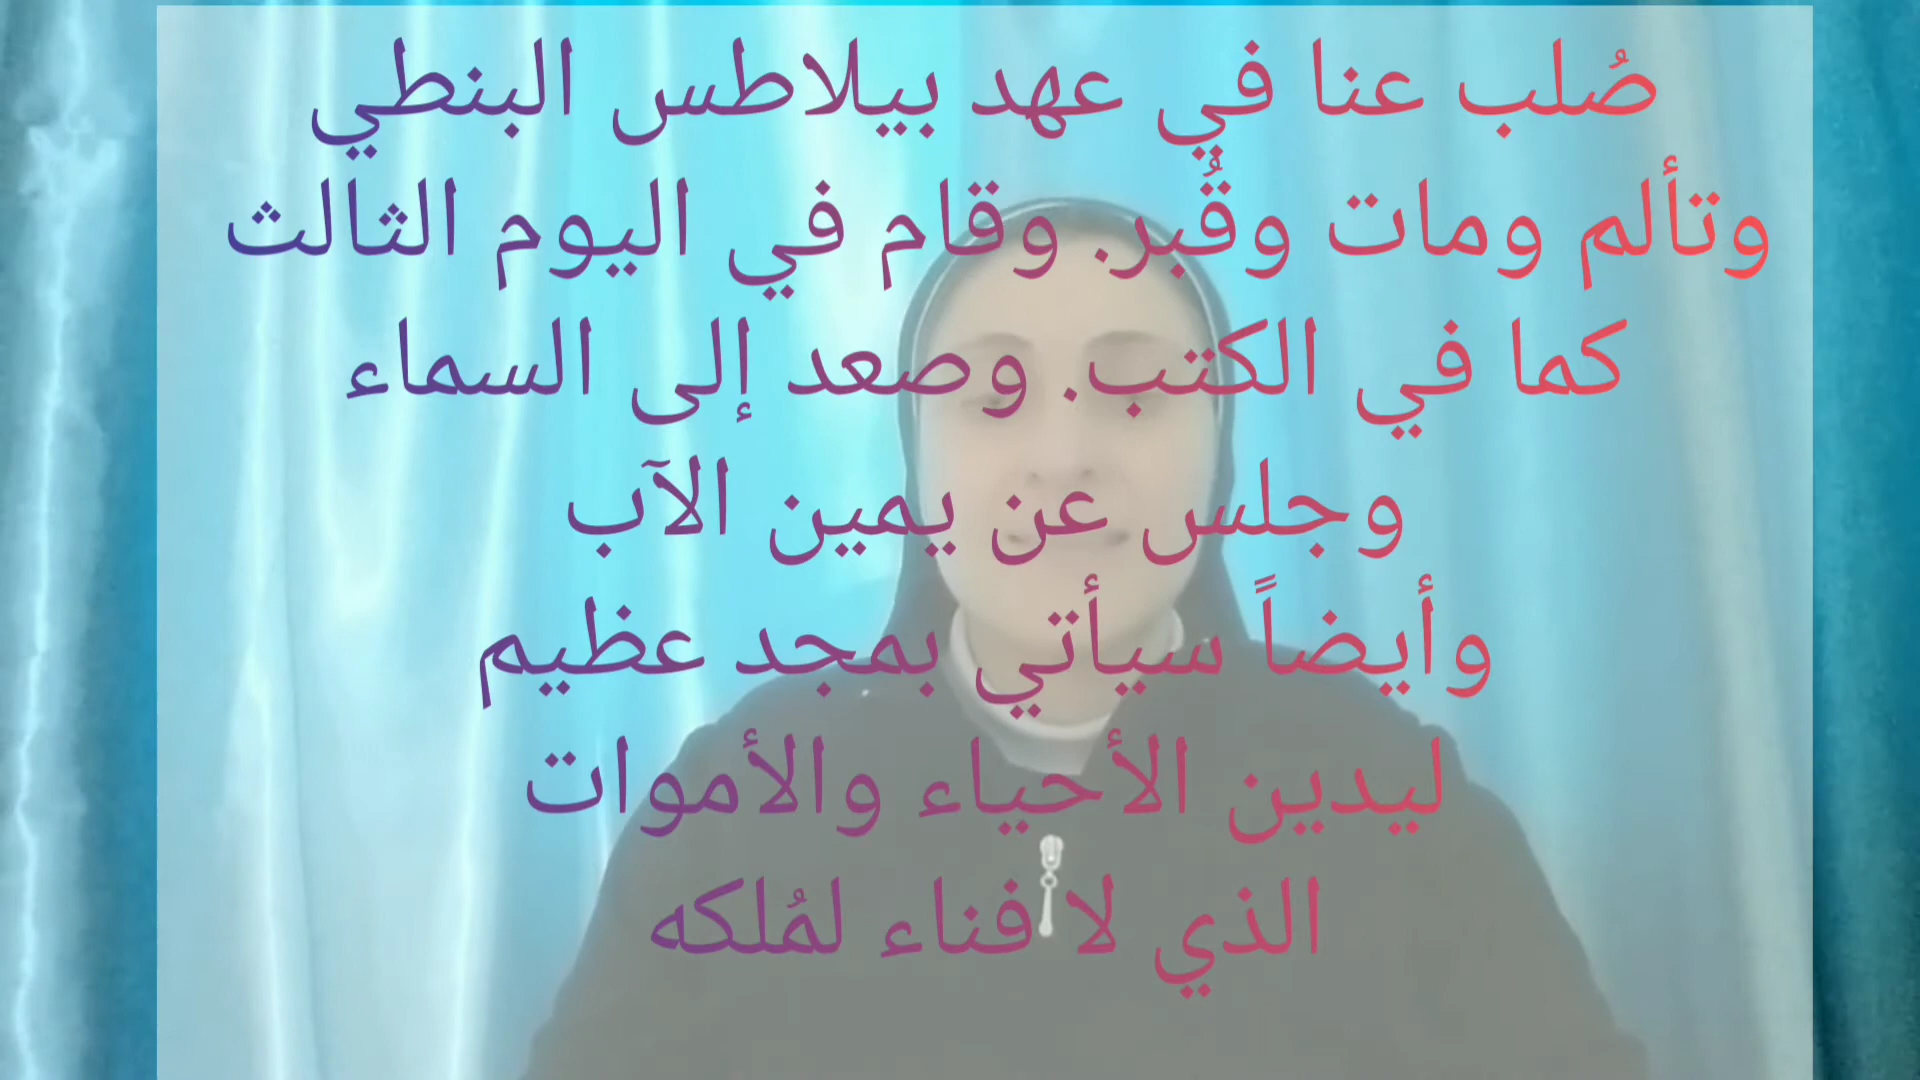 صُلب عنا في عهد بيلاطس البنطي
وتألم ومات وقُبر. وقام في اليوم الثالث
كما في الكتب. وصعد إلى السماء
وجلس عن يمين الآب
وأيضاً سيأتي بمجد عظيم
ليدين الأحياء والأموات
الذي لا فناء لمُلكه